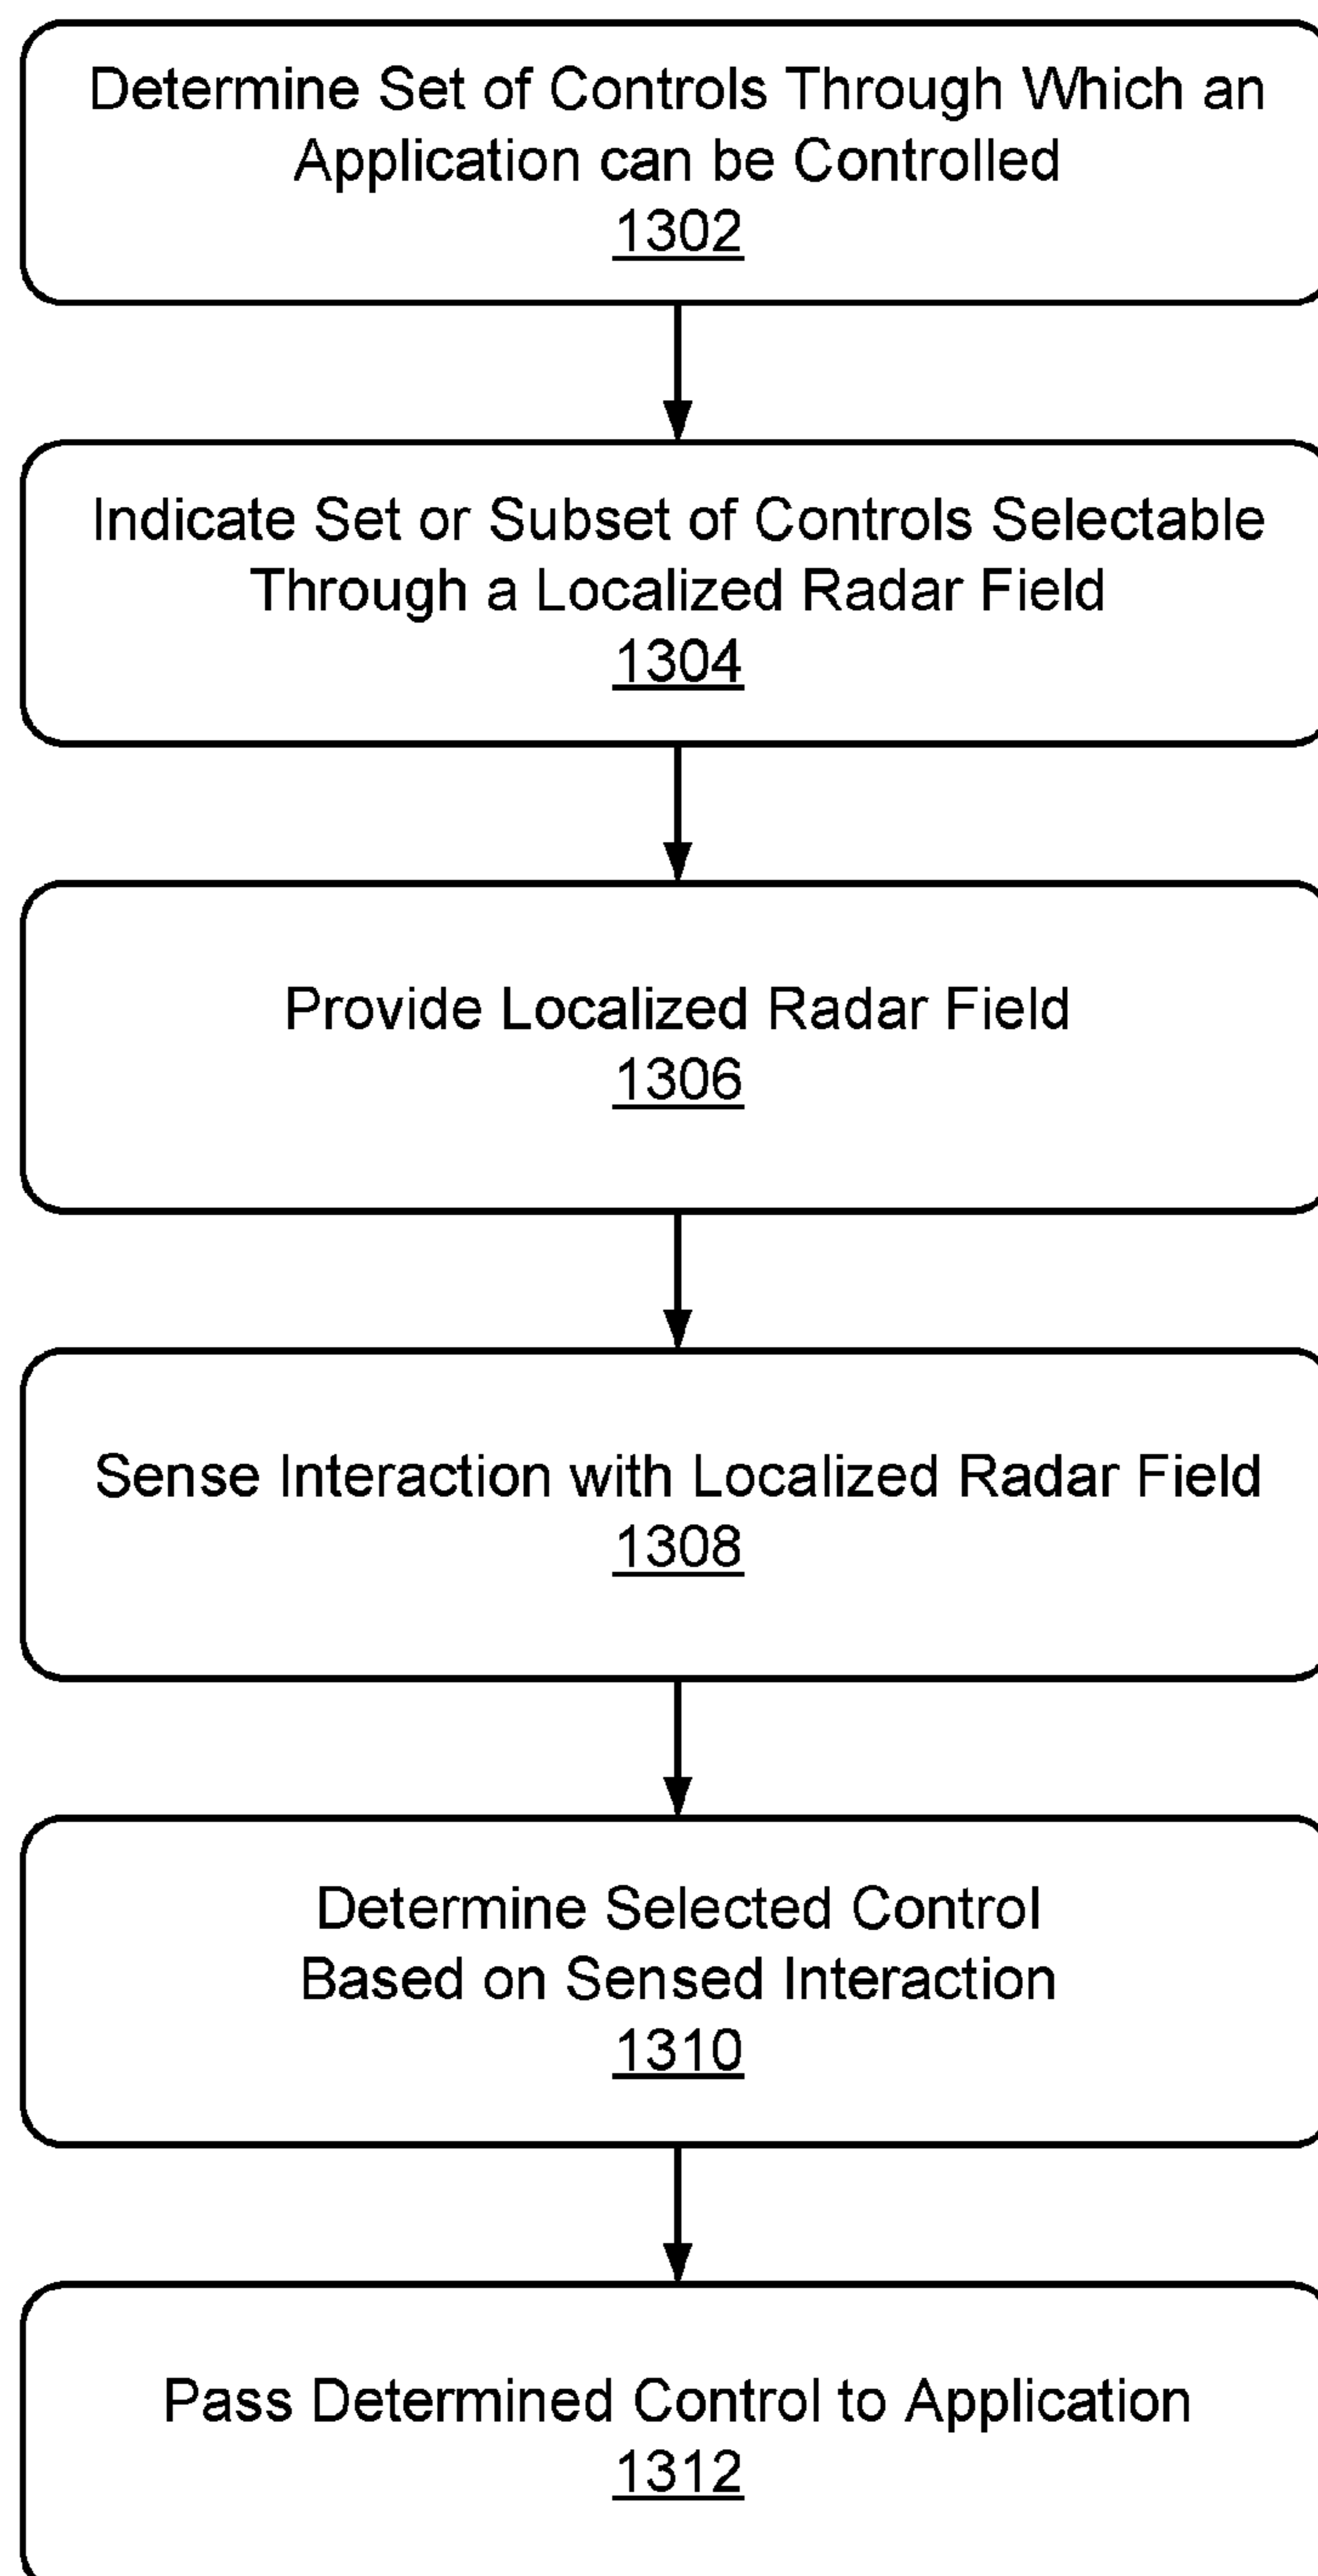 Determine Set of Controls Through Which an
Application can be Controlled
1302
Indicate Set or Subset of Controls Selectable
Through a Localized Radar Field
1304
Provide Localized Radar Field
1306
Sense Interaction with Localized Radar Field
1308
Determine Selected Control
Based on Sensed Interaction
1310
Pass Determined Control to Application
1312